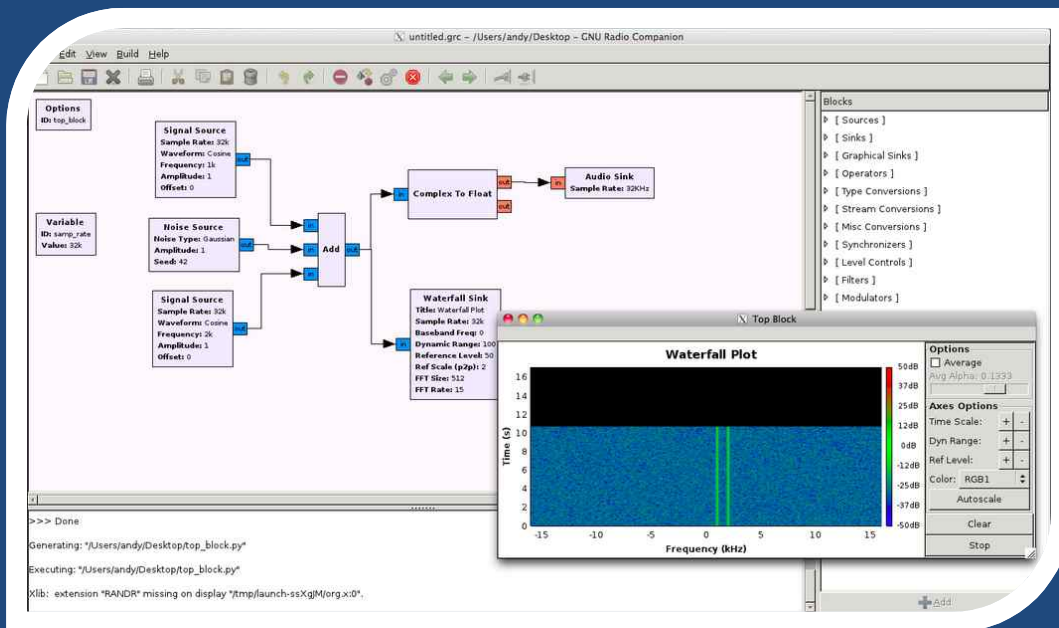 untitled.grc - /Users/andy/Desktop - GNU Radio Companion
Edit View Build Help
Options
ID: top_block
Variable
ID: samp_rate
Value: 32k
Signal Source
Sample Rate: 32k
Waveform: Cosine
Frequency: 1k
Amplitude: 1
Offset: 0
out
Noise Source
Noise Type: Gaussian
Amplitude: 1
Seed: 42
out
Signal Source
Sample Rate: 32k
Waveform: Cosine
Frequency: 2k
Amplitude: 1
Offset: 0
out
in
in
in
Add
out
in
Complex To Float
out
out
in
Audio Sink
Sample Rate: 32KHz
in
Waterfall Sink
Title: Waterfall Plot
Sample Rate: 32k
Baseband Freq: 0
Dynamic Range: 100
Reference Level: 50
Ref Scale (p2p): 2
FFT Size: 512
FFT Rate: 15
Blocks
[ Sources ]
[ Sinks ]
[ Graphical Sinks ]
[ Operators ]
[ Type Conversions ]
[ Stream Conversions ]
[ Misc Conversions ]
[ Synchronizers ]
[ Level Controls ]
[ Filters ]
[ Modulators ]
Top Block
Waterfall Plot
Time (s)
16
14
12
10
8
6
4
2
0
-15 -10 -5 0 5 10 15
Frequency (kHz)
50dB
37dB
25dB
12dB
0dB
-12dB
-25dB
-37dB
-50dB
Options
Average
Avg Alpha: 0.1333
Axes Options
Time Scale: + -
Dyn Range: + -
Ref Level: + -
Color: RGB1
Autoscale
Clear
Stop
>>> Done
Generating: "/Users/andy/Desktop/top_block.py"
Executing: "/Users/andy/Desktop/top_block.py"
Xlib: extension "RANDR" missing on display "/tmp/launch-ssXgJM/org.x:0".
Add